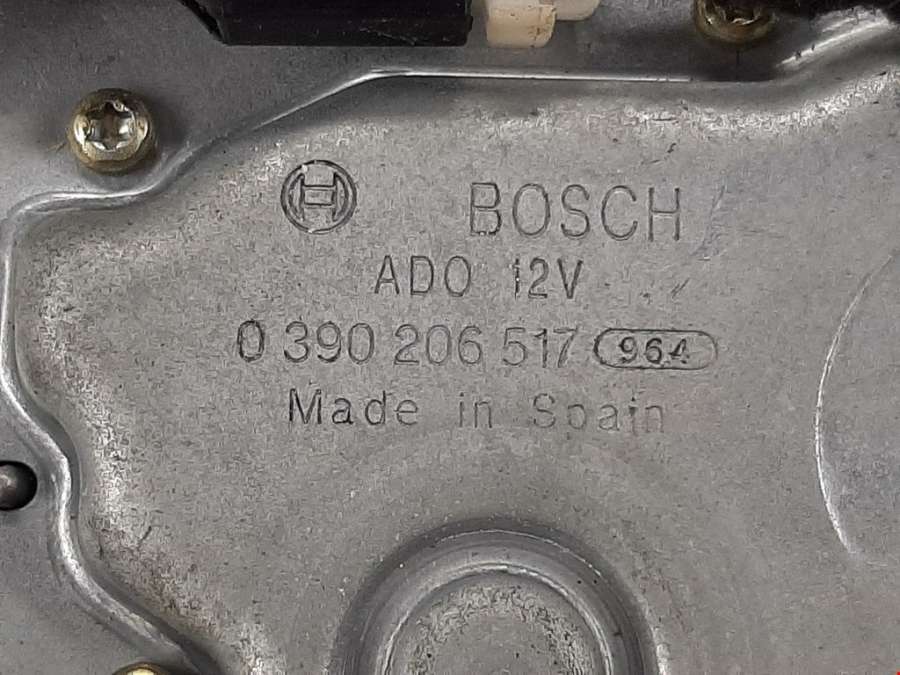 BOSCH
ADO 12V
0 390 206 517 964
Made in Spain